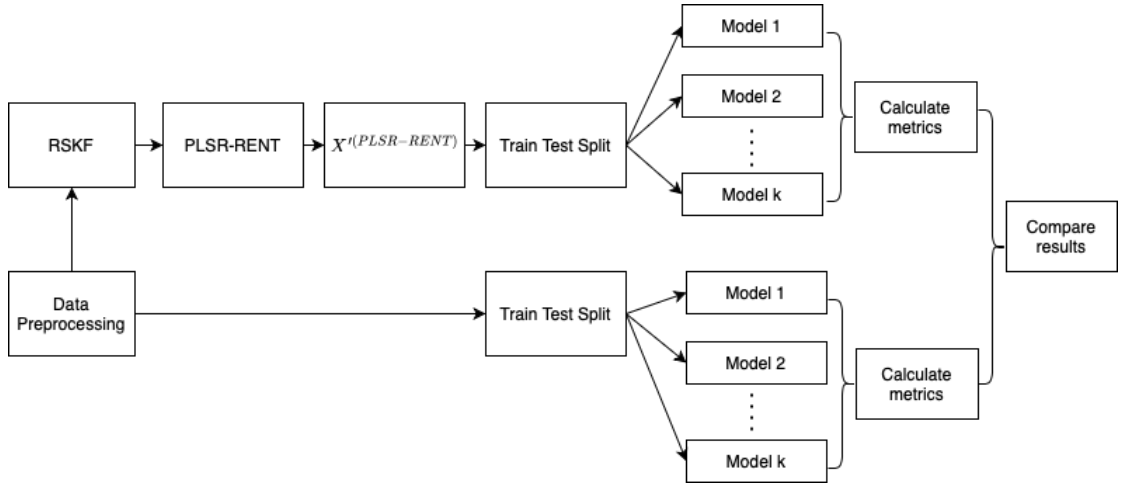 RSKF
PLSR-RENT
X'(PLSR−RENT)
Train Test Split
Model 1
Model 2
Model k
Calculate
metrics
Compare
results
Data
Preprocessing
Train Test Split
Model 1
Model 2
Model k
Calculate
metrics